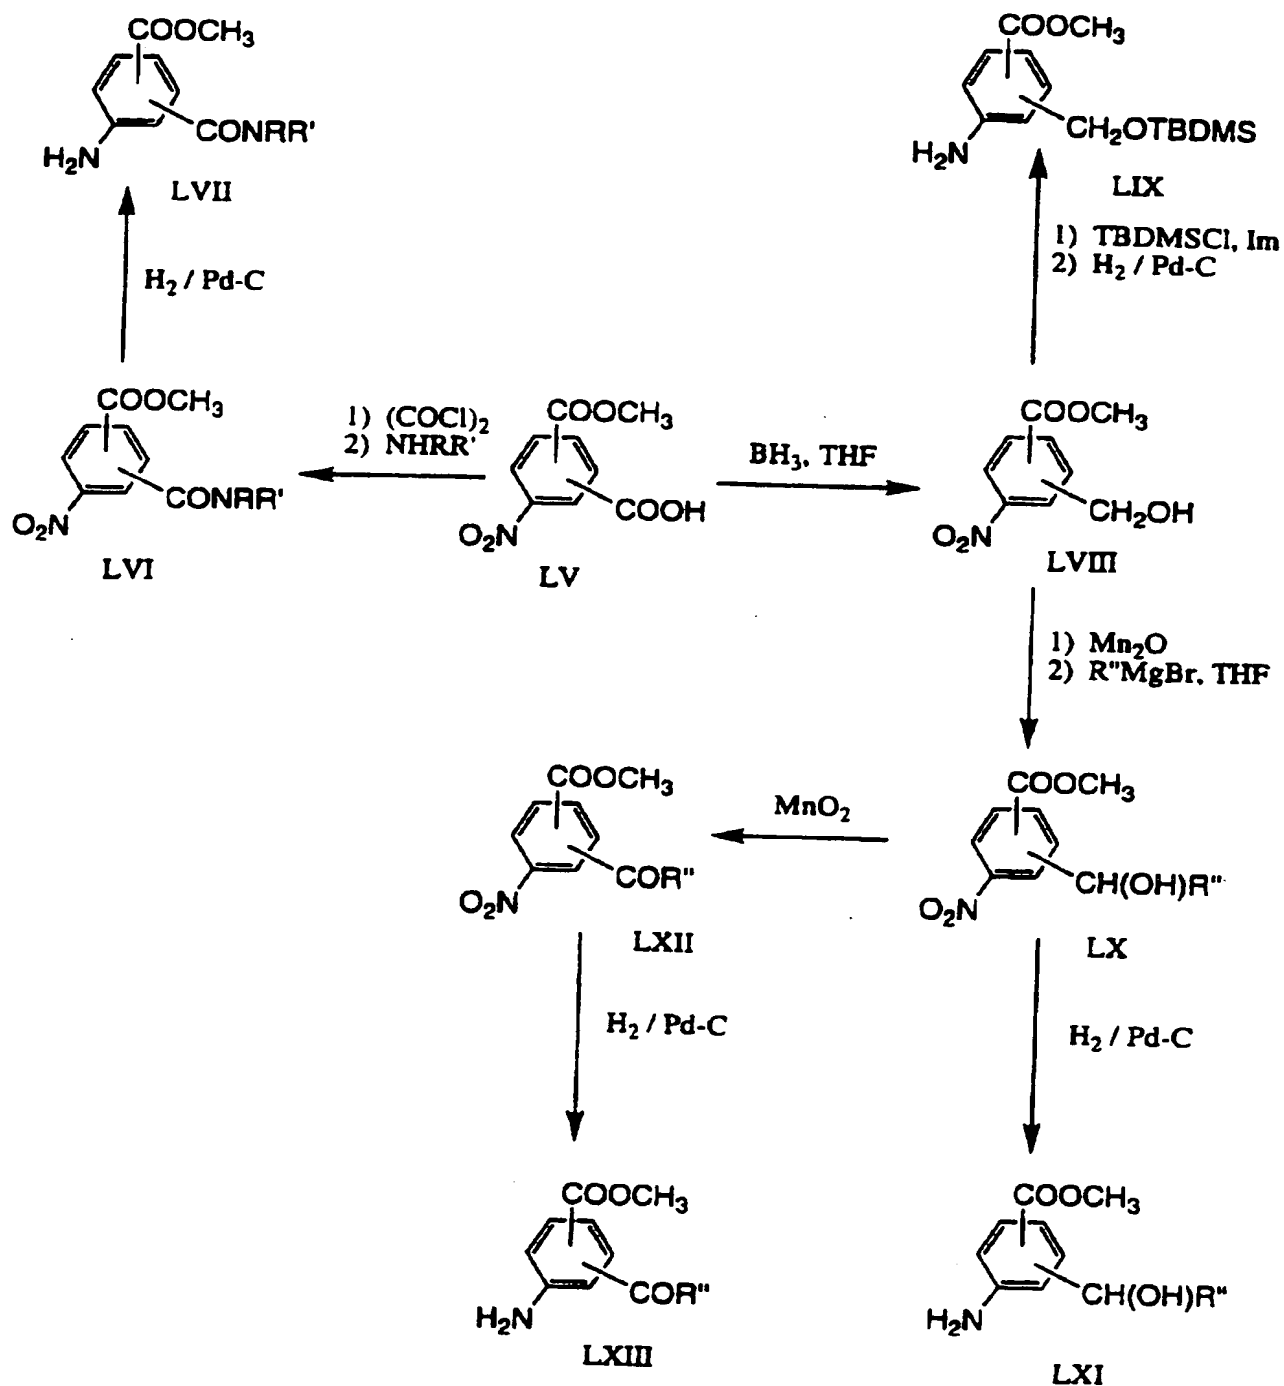 COOCH₃
CONRR'
H₂N
LVII
COOCH₃
CH₂OTBDMS
H₂N
LIX
H₂ / Pd-C
1) TBDMSCl, Im
2) H₂ / Pd-C
COOCH₃
CONRR'
O₂N
LVI
1) (COCl)₂
2) NHRR'
COOCH₃
COOH
O₂N
LV
BH₃, THF
COOCH₃
CH₂OH
O₂N
LVIII
1) Mn₂O
2) R"MgBr, THF
COOCH₃
COR"
O₂N
LXII
MnO₂
COOCH₃
CH(OH)R"
O₂N
LX
H₂ / Pd-C
H₂ / Pd-C
COOCH₃
COR"
H₂N
LXIII
COOCH₃
CH(OH)R"
H₂N
LXI